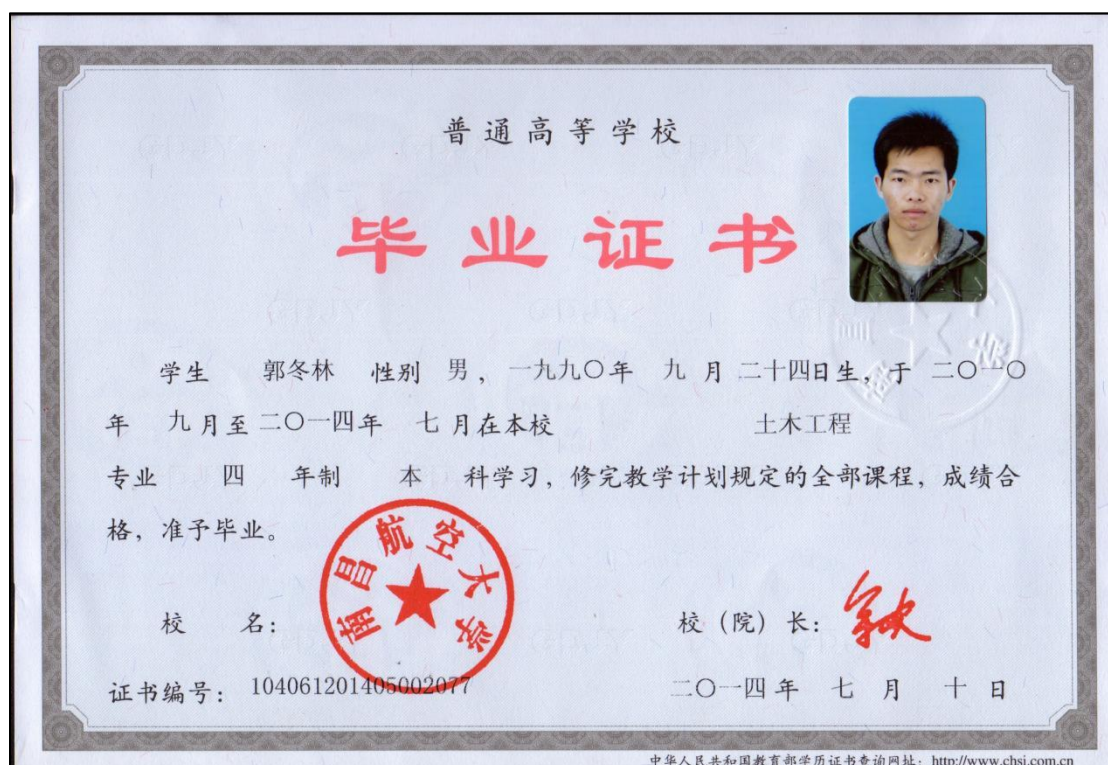 普通高等学校
毕业证书
学生 郭冬林 性别 男，一九九〇年 九 月 二十四日生，于 二〇一〇
年 九月至二〇一四年 七月在本校 土木工程
专业 四 年制 本 科学习，修完教学计划规定的全部课程，成绩合
格，准予毕业。
南昌航空大学
校 名： 校（院）长：
证书编号：104061201405002077 二〇一四年 七 月 十 日
中华人民共和国教育部学历证书查询网址：http://www.chsi.com.cn